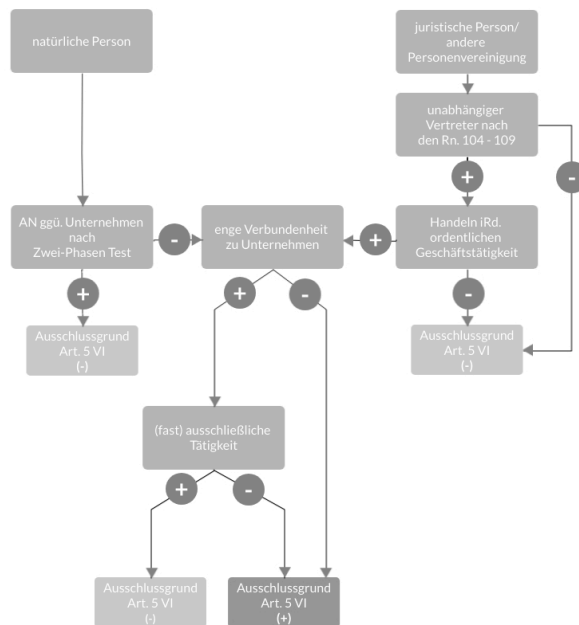 natürliche Person
juristische Person/
andere
Personenvereinigung
unabhängiger
Vertreter nach
den Rn. 104 - 109
+
-
AN ggü. Unternehmen
nach
Zwei-Phasen Test
-
enge Verbundenheit
zu Unternehmen
+
Handeln iRd.
ordentlichen
Geschäftstätigkeit
+
+
-
-
Ausschlussgrund
Art. 5 VI
(-)
Ausschlussgrund
Art. 5 VI
(-)
(fast) ausschließliche
Tätigkeit
+
-
Ausschlussgrund
Art. 5 VI
(-)
Ausschlussgrund
Art. 5 VI
(+)